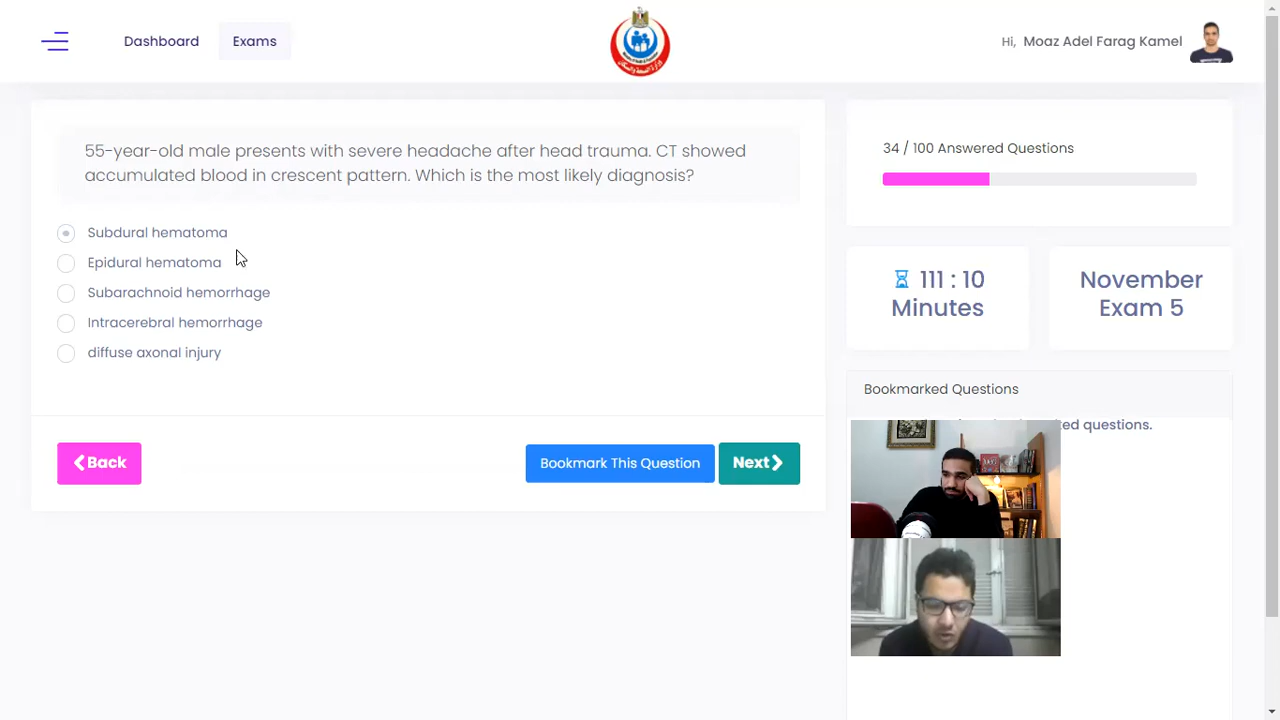 Dashboard
Exams
Hi, Moaz Adel Farag Kamel
55-year-old male presents with severe headache after head trauma. CT showed
accumulated blood in crescent pattern. Which is the most likely diagnosis?
Subdural hematoma
Epidural hematoma
Subarachnoid hemorrhage
Intracerebral hemorrhage
diffuse axonal injury
Back
Bookmark This Question
Next
34 / 100 Answered Questions
111 : 10
Minutes
November
Exam 5
Bookmarked Questions
ted questions.